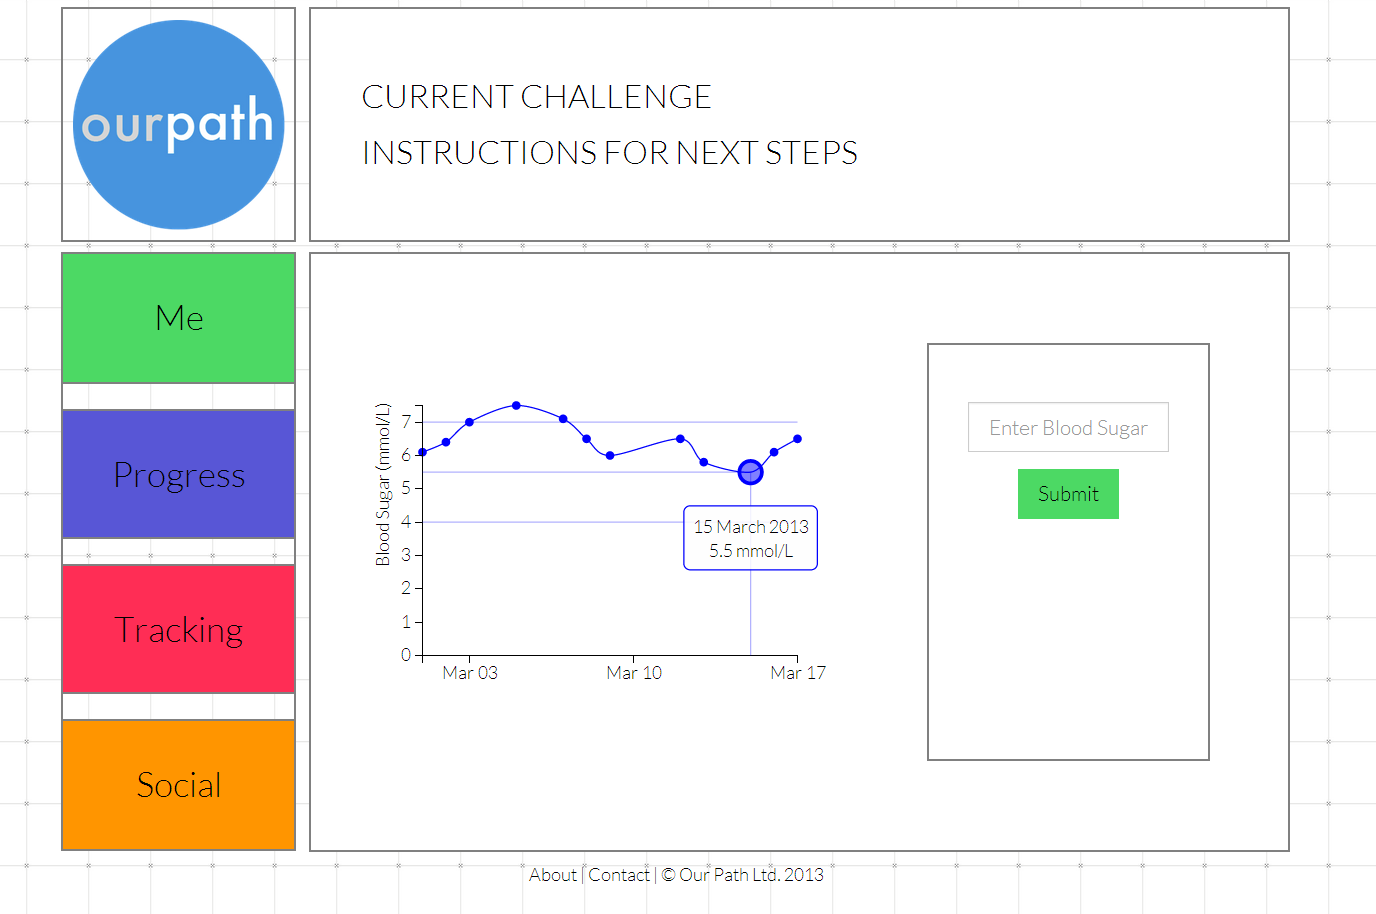 ourpath
CURRENT CHALLENGE
INSTRUCTIONS FOR NEXT STEPS
Me
Progress
Tracking
Social
Blood Sugar (mmol/L)
7
6
5
4
3
2
1
0
Mar 03
Mar 10
Mar 17
15 March 2013
5.5 mmol/L
Enter Blood Sugar
Submit
About | Contact | © Our Path Ltd. 2013